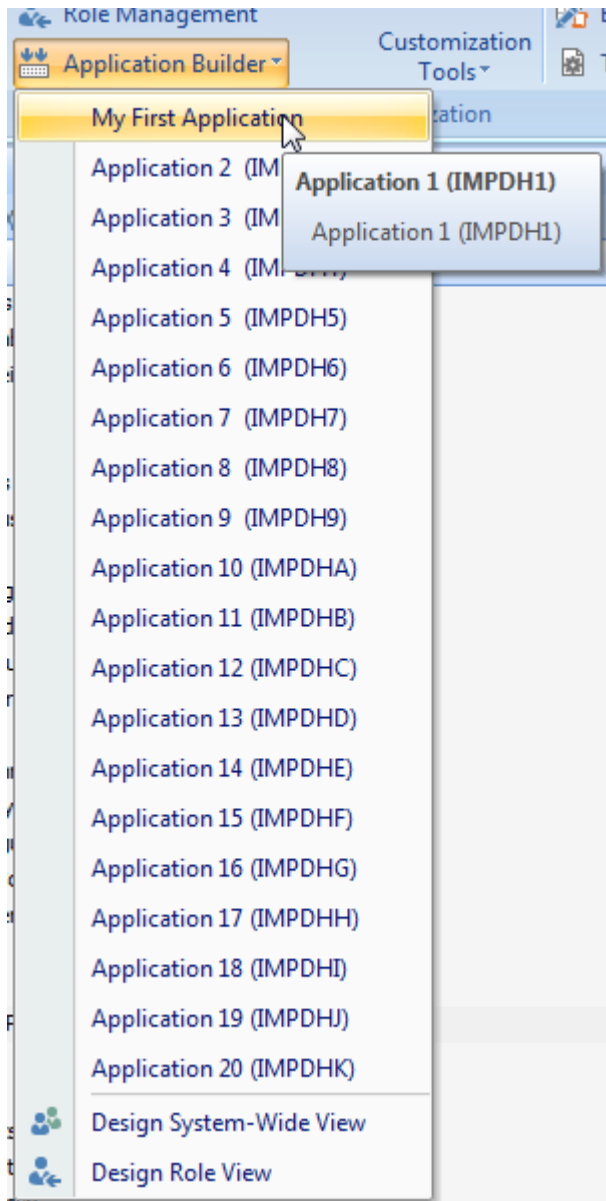 Role Management
Application Builder
Customization
Tools
My First Application
Application 1 (IMPDH1)
Application 1 (IMPDH1)
Application 2 (IM
Application 3 (IM
Application 4
Application 5 (IMPDH5)
Application 6 (IMPDH6)
Application 7 (IMPDH7)
Application 8 (IMPDH8)
Application 9 (IMPDH9)
Application 10 (IMPDHA)
Application 11 (IMPDHB)
Application 12 (IMPDHC)
Application 13 (IMPDHD)
Application 14 (IMPDHE)
Application 15 (IMPDHF)
Application 16 (IMPDHG)
Application 17 (IMPDHH)
Application 18 (IMPDHI)
Application 19 (IMPDHJ)
Application 20 (IMPDHK)
Design System-Wide View
Design Role View